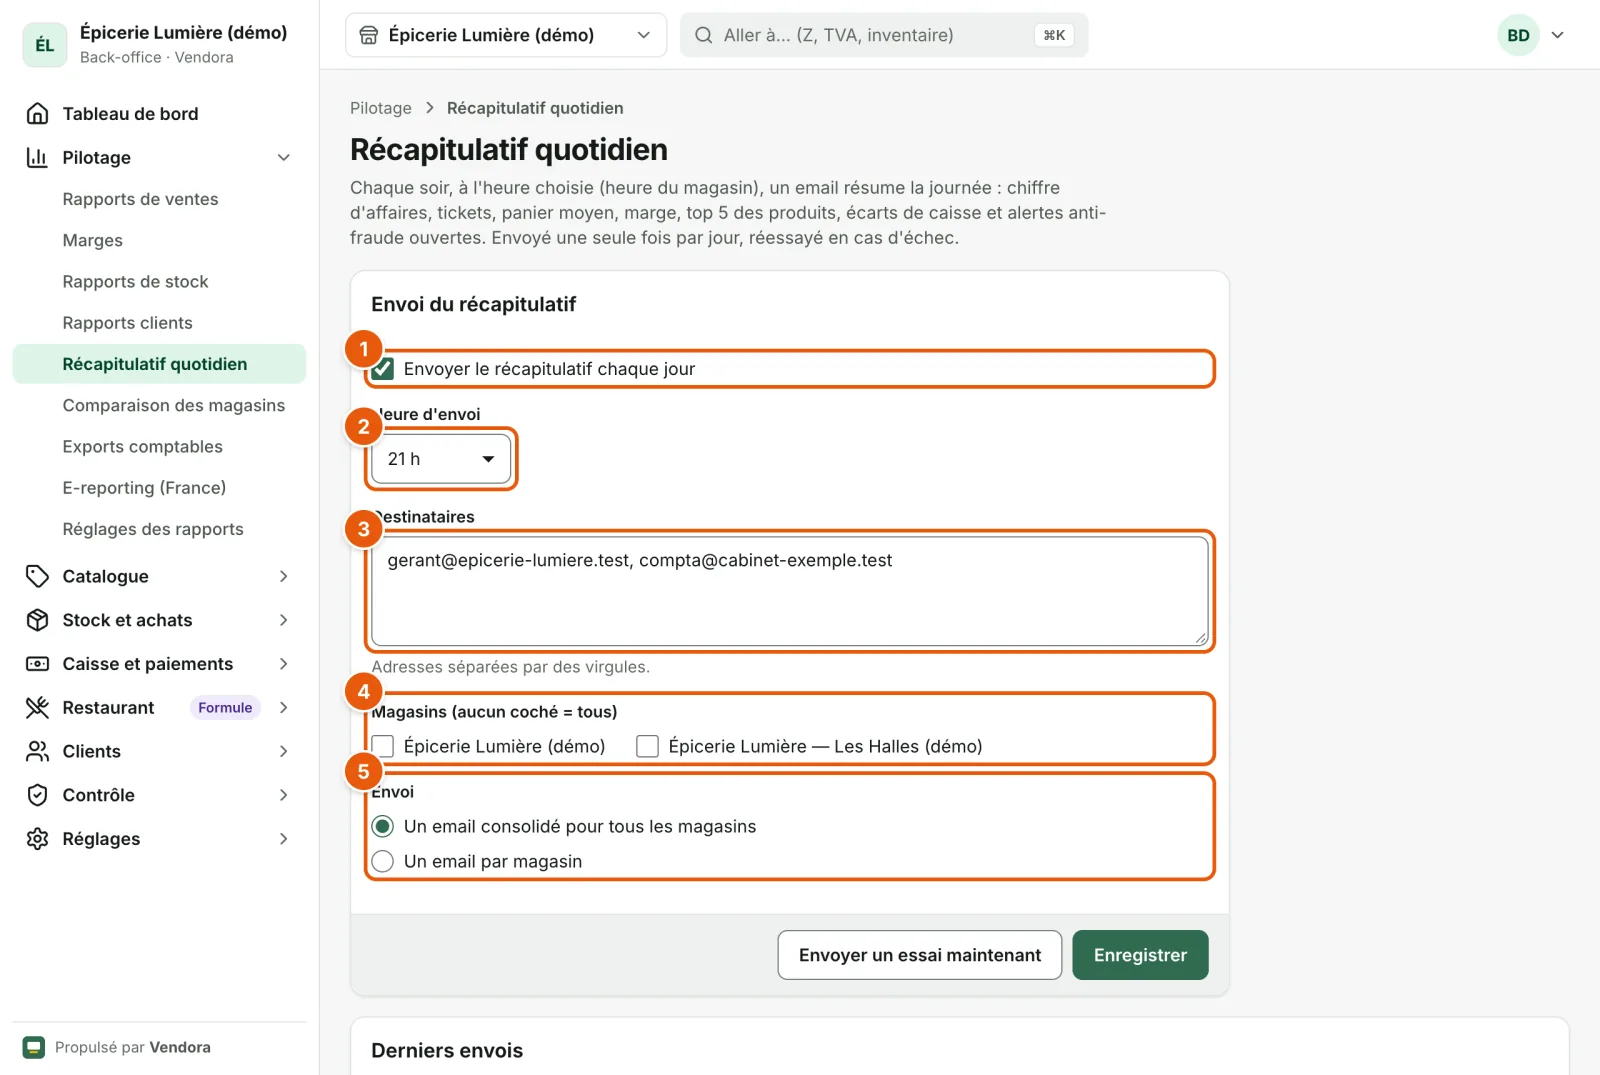 ÉL
Épicerie Lumière (démo)
Back-office · Vendora
Tableau de bord
Pilotage
Rapports de ventes
Marges
Rapports de stock
Rapports clients
Récapitulatif quotidien
Comparaison des magasins
Exports comptables
E-reporting (France)
Réglages des rapports
Catalogue
Stock et achats
Caisse et paiements
Restaurant Formule
Clients
Contrôle
Réglages
Propulsé par Vendora
Épicerie Lumière (démo)
Aller à... (Z, TVA, inventaire) ⌘K
BD
Pilotage > Récapitulatif quotidien
Récapitulatif quotidien
Chaque soir, à l'heure choisie (heure du magasin), un email résume la journée : chiffre
d'affaires, tickets, panier moyen, marge, top 5 des produits, écarts de caisse et alertes anti-
fraude ouvertes. Envoyé une seule fois par jour, réessayé en cas d'échec.
Envoi du récapitulatif
1
Envoyer le récapitulatif chaque jour
2
Heure d'envoi
21 h
3
Destinataires
gerant@epicerie-lumiere.test, compta@cabinet-exemple.test
Adresses séparées par des virgules.
4
Magasins (aucun coché = tous)
Épicerie Lumière (démo) Épicerie Lumière — Les Halles (démo)
5
Envoi
Un email consolidé pour tous les magasins
Un email par magasin
Envoyer un essai maintenant Enregistrer
Derniers envois